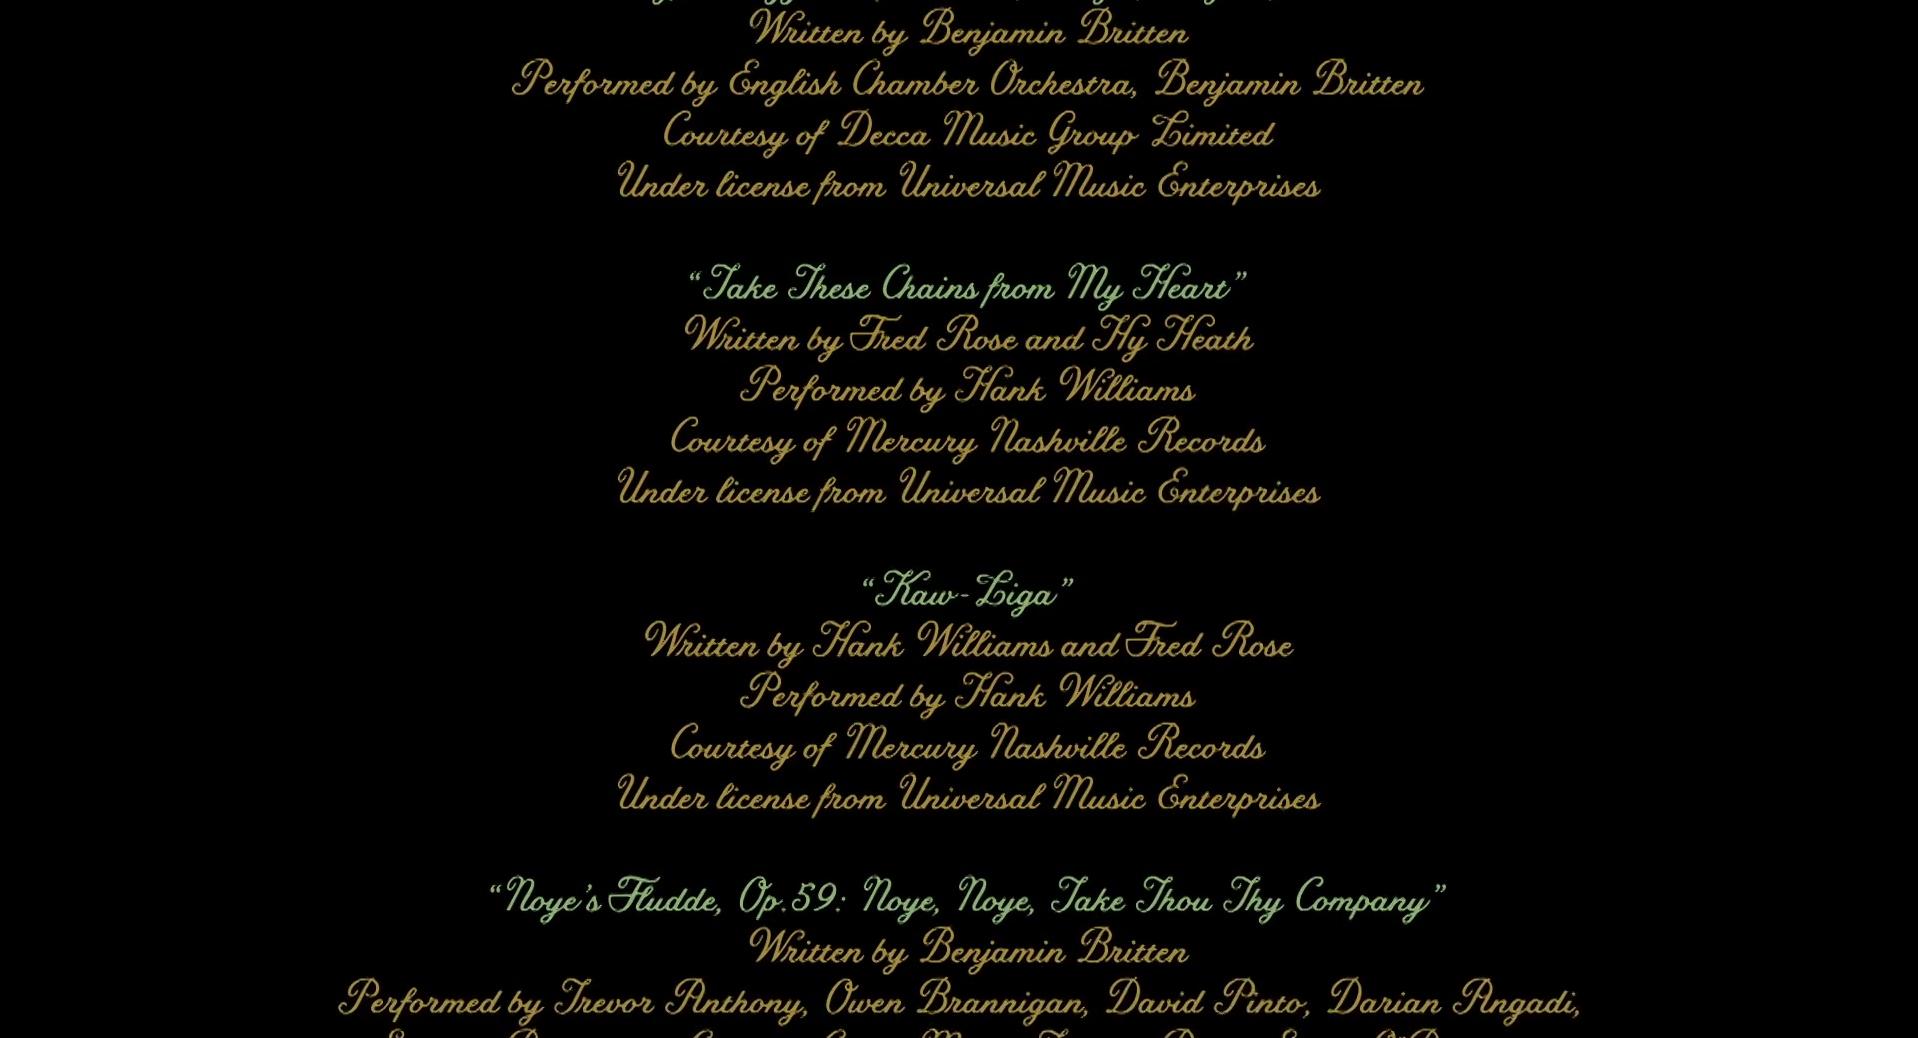 Written by Benjamin Britten
Performed by English Chamber Orchestra, Benjamin Britten
Courtesy of Decca Music Group Limited
Under license from Universal Music Enterprises
“Take These Chains from My Heart”
Written by Fred Rose and Hy Heath
Performed by Hank Williams
Courtesy of Mercury Nashville Records
Under license from Universal Music Enterprises
“Kaw-Liga”
Written by Hank Williams and Fred Rose
Performed by Hank Williams
Courtesy of Mercury Nashville Records
Under license from Universal Music Enterprises
“Noye’s Fludde, Op.59: Noye, Noye, Take Thou Thy Company”
Written by Benjamin Britten
Performed by Trevor Anthony, Owen Brannigan, David Pinto, Darian Angadi,